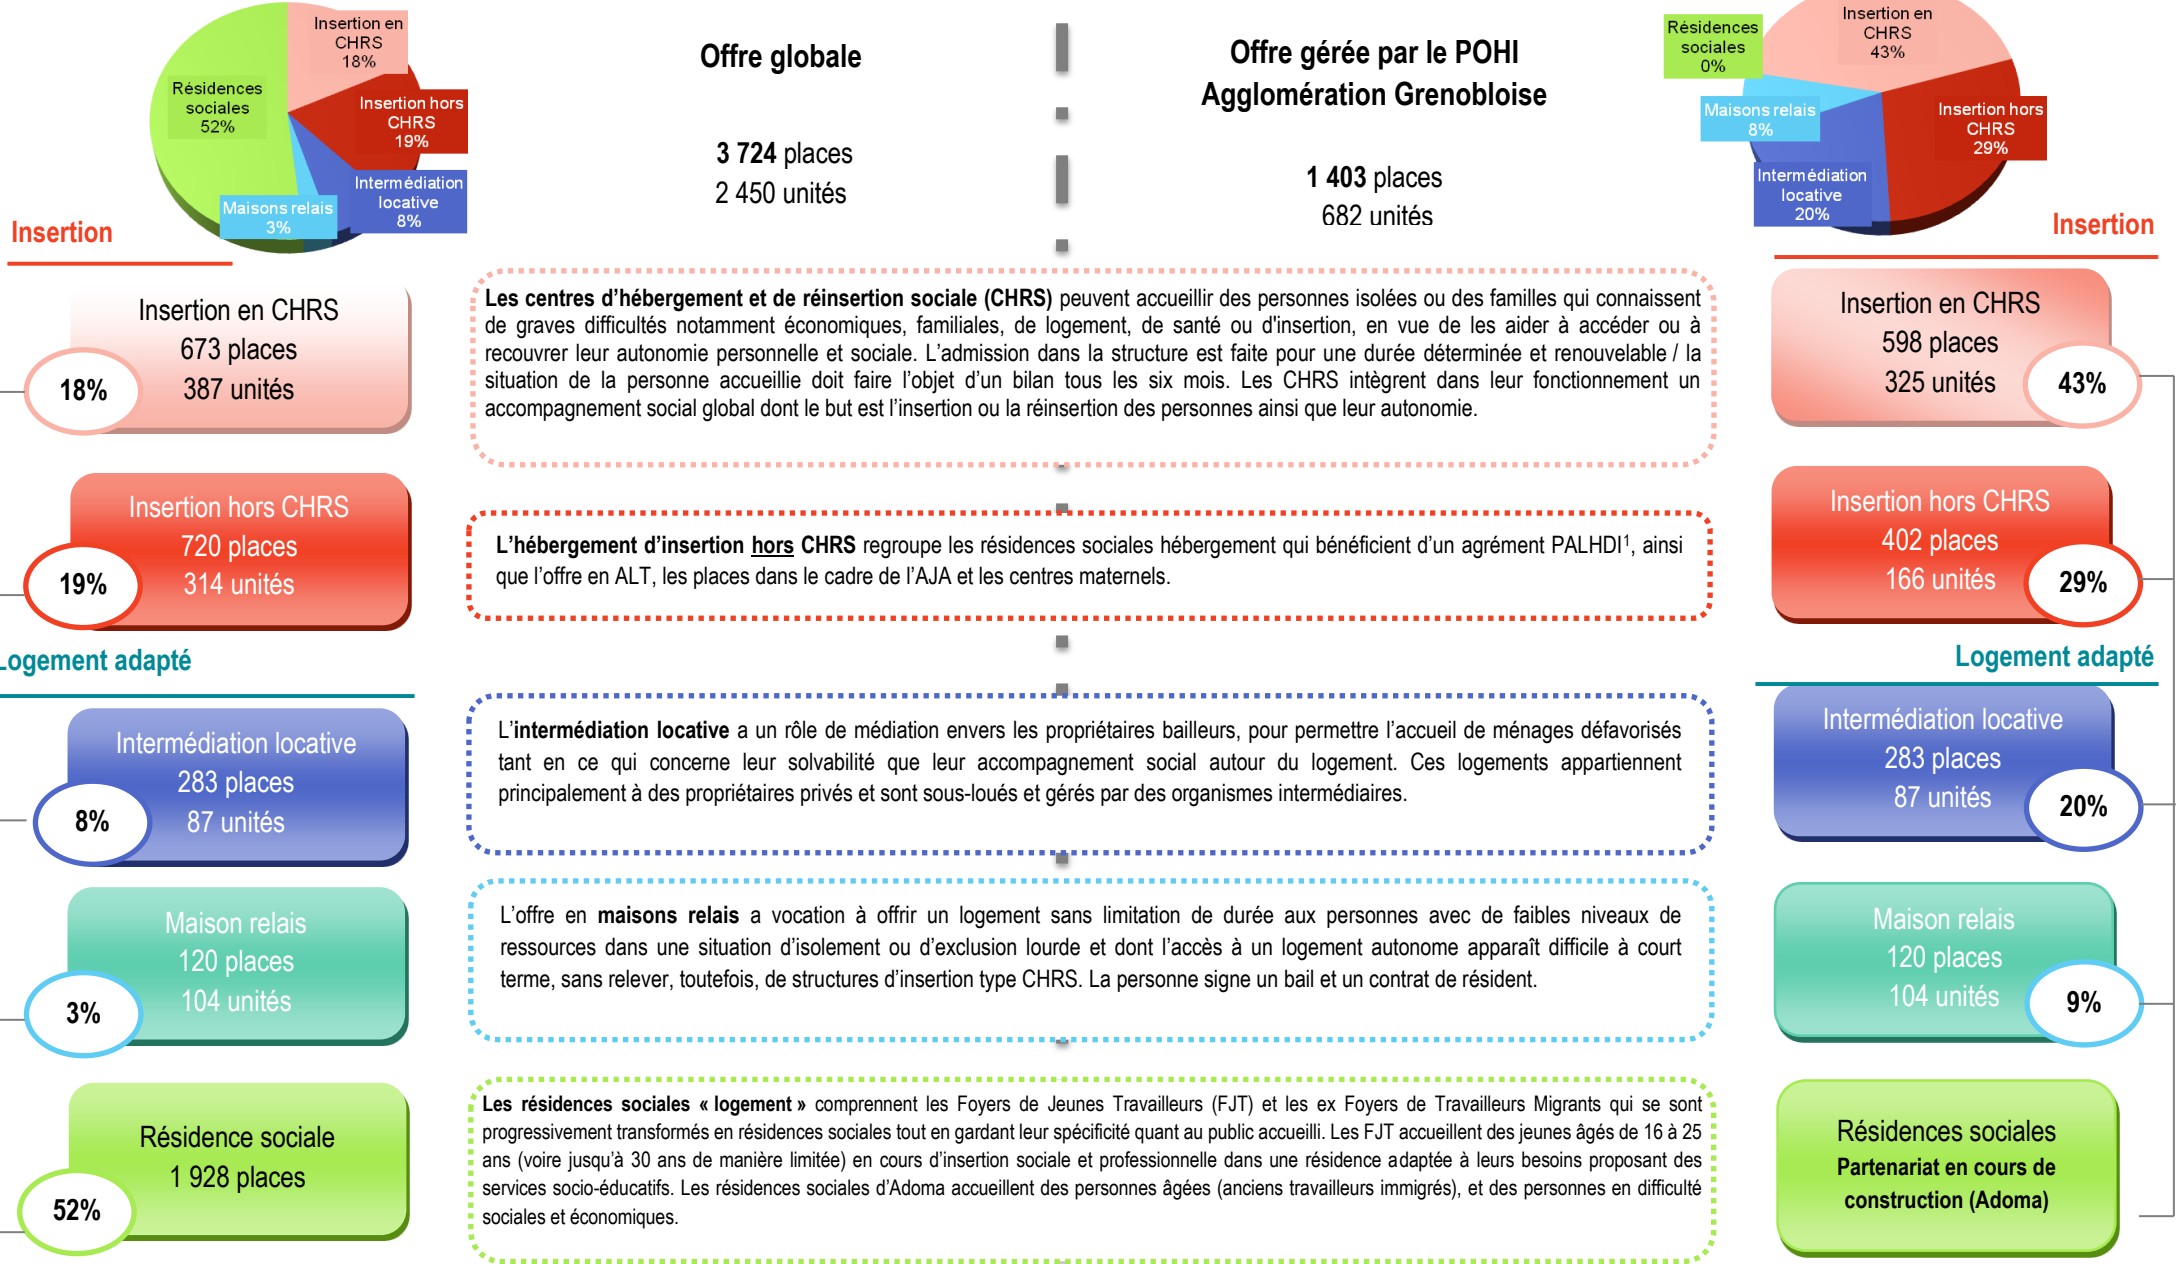 Insertion en
CHRS
18%
Résidences
sociales
52%
Insertion hors
CHRS
19%
Intermédiation
locative
8%
Maisons relais
3%
Offre globale
3 724 places
2 450 unités
Offre gérée par le POHI
Agglomération Grenobloise
1 403 places
682 unités
Résidences
sociales
0%
Insertion en
CHRS
43%
Maisons relais
8%
Insertion hors
CHRS
29%
Intermédiation
locative
20%
Insertion
Insertion
Insertion en CHRS
673 places
387 unités
18%
Les centres d’hébergement et de réinsertion sociale (CHRS) peuvent accueillir des personnes isolées ou des familles qui connaissent
de graves difficultés notamment économiques, familiales, de logement, de santé ou d'insertion, en vue de les aider à accéder ou à
recouvrer leur autonomie personnelle et sociale. L’admission dans la structure est faite pour une durée déterminée et renouvelable / la
situation de la personne accueillie doit faire l’objet d’un bilan tous les six mois. Les CHRS intègrent dans leur fonctionnement un
accompagnement social global dont le but est l’insertion ou la réinsertion des personnes ainsi que leur autonomie.
Insertion en CHRS
598 places
325 unités
43%
Insertion hors CHRS
720 places
314 unités
19%
L’hébergement d’insertion hors CHRS regroupe les résidences sociales hébergement qui bénéficient d’un agrément PALHDI¹, ainsi
que l’offre en ALT, les places dans le cadre de l’AJA et les centres maternels.
Insertion hors CHRS
402 places
166 unités
29%
Logement adapté
Logement adapté
Intermédiation locative
283 places
87 unités
8%
L’intermédiation locative a un rôle de médiation envers les propriétaires bailleurs, pour permettre l’accueil de ménages défavorisés
tant en ce qui concerne leur solvabilité que leur accompagnement social autour du logement. Ces logements appartiennent
principalement à des propriétaires privés et sont sous-loués et gérés par des organismes intermédiaires.
Intermédiation locative
283 places
87 unités
20%
Maison relais
120 places
104 unités
3%
L’offre en maisons relais a vocation à offrir un logement sans limitation de durée aux personnes avec de faibles niveaux de
ressources dans une situation d’isolement ou d’exclusion lourde et dont l’accès à un logement autonome apparaît difficile à court
terme, sans relever, toutefois, de structures d’insertion type CHRS. La personne signe un bail et un contrat de résident.
Maison relais
120 places
104 unités
9%
Résidence sociale
1 928 places
52%
Les résidences sociales « logement » comprennent les Foyers de Jeunes Travailleurs (FJT) et les ex Foyers de Travailleurs Migrants qui se sont
progressivement transformés en résidences sociales tout en gardant leur spécificité quant au public accueilli. Les FJT accueillent des jeunes âgés de 16 à 25
ans (voire jusqu’à 30 ans de manière limitée) en cours d’insertion sociale et professionnelle dans une résidence adaptée à leurs besoins proposant des
services socio-éducatifs. Les résidences sociales d’Adoma accueillent des personnes âgées (anciens travailleurs immigrés), et des personnes en difficulté
sociales et économiques.
Résidences sociales
Partenariat en cours de
construction (Adoma)